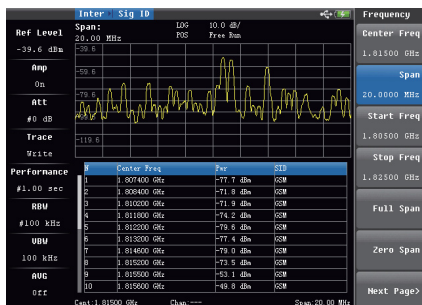 Inter Sig ID
Frequency
Ref Level
-39.6 dBm
Span:
20.00 MHz
LOG
POS
10.0 dB/
Free Run
Center Freq
1.81500 GHz
Amp
On
Span
20.0000 MHz
Att
#0 dB
Start Freq
1.80500 GHz
Trace
Write
Stop Freq
1.82500 GHz
-39.6
-59.6
-79.6
-119.6
Performance
#1.00 sec
RBW
#100 kHz
VBW
100 kHz
AVG
Off
Full Span
Zero Span
Next Page>
N Center Freq Pwr SID
1 1.807400 GHz -77.7 dBm GSM
2 1.808400 GHz -71.8 dBm GSM
3 1.810200 GHz -71.9 dBm GSM
4 1.811800 GHz -74.2 dBm GSM
5 1.812200 GHz -79.6 dBm GSM
6 1.813200 GHz -77.4 dBm GSM
7 1.814600 GHz -79.0 dBm GSM
8 1.815200 GHz -73.5 dBm GSM
9 1.815500 GHz -53.1 dBm GSM
10 1.815600 GHz -49.8 dBm GSM
Cent:1.81500 GHz Chan:--- Span:20.00 MHz